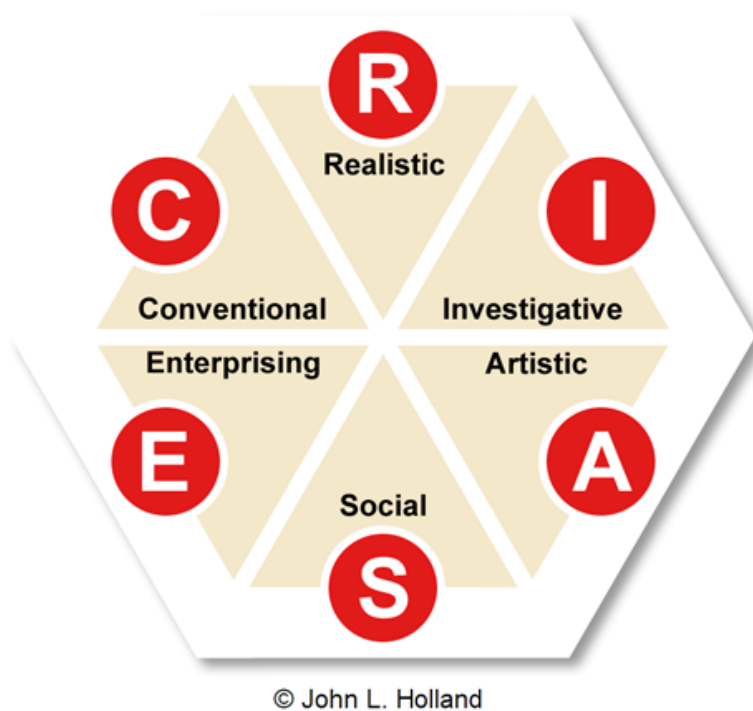 R
Realistic
C
I
Conventional
Investigative
Enterprising
Artistic
E
A
Social
S
© John L. Holland